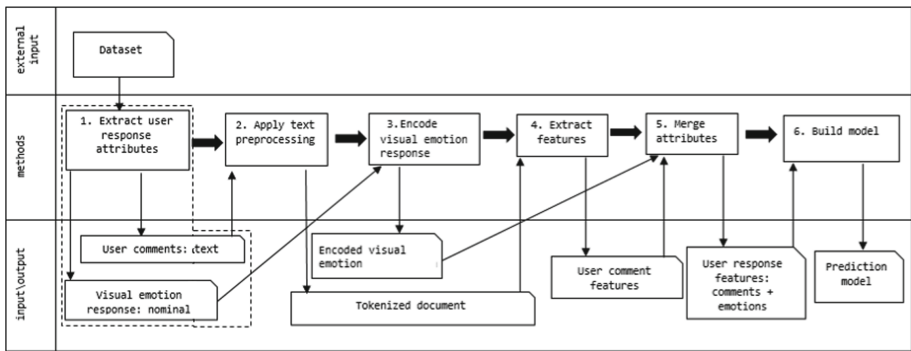 external
input
Dataset
methods
1. Extract user
response
attributes
2. Apply text
preprocessing
3.Encode
visual emotion
response
4. Extract
features
5. Merge
attributes
6. Build model
input\output
User comments: text
Visual emotion
response: nominal
Encoded visual
emotion
Tokenized document
User comment
features
User response
features:
comments +
emotions
Prediction
model